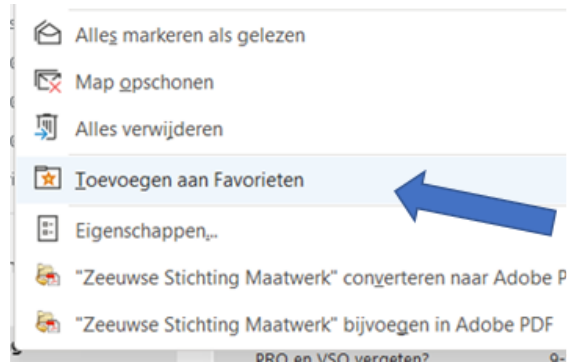 Alles markeren als gelezen
Map opschonen
Alles verwijderen
Toevoegen aan Favorieten
Eigenschappen...
"Zeeuwse Stichting Maatwerk" converteren naar Adobe P
"Zeeuwse Stichting Maatwerk" bijvoegen in Adobe PDF
PRO en VSO vergeten?
9-